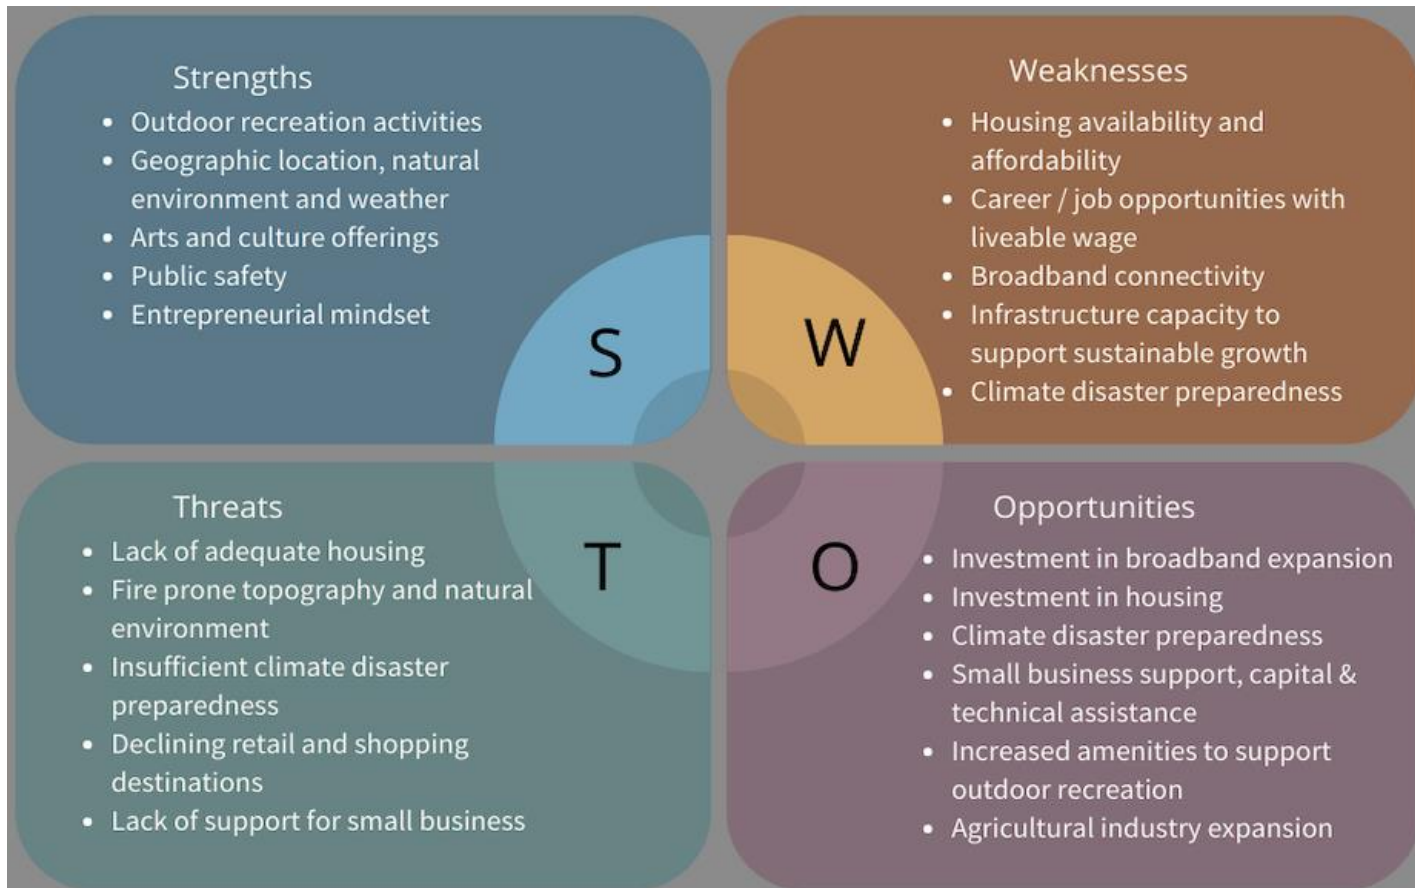 Strengths
• Outdoor recreation activities
• Geographic location, natural
environment and weather
• Arts and culture offerings
• Public safety
• Entrepreneurial mindset
S
Weaknesses
• Housing availability and
affordability
• Career / job opportunities with
liveable wage
• Broadband connectivity
• Infrastructure capacity to
support sustainable growth
• Climate disaster preparedness
W
Threats
• Lack of adequate housing
• Fire prone topography and natural
environment
• Insufficient climate disaster
preparedness
• Declining retail and shopping
destinations
• Lack of support for small business
T
Opportunities
• Investment in broadband expansion
• Investment in housing
• Climate disaster preparedness
• Small business support, capital &
technical assistance
• Increased amenities to support
outdoor recreation
• Agricultural industry expansion
O